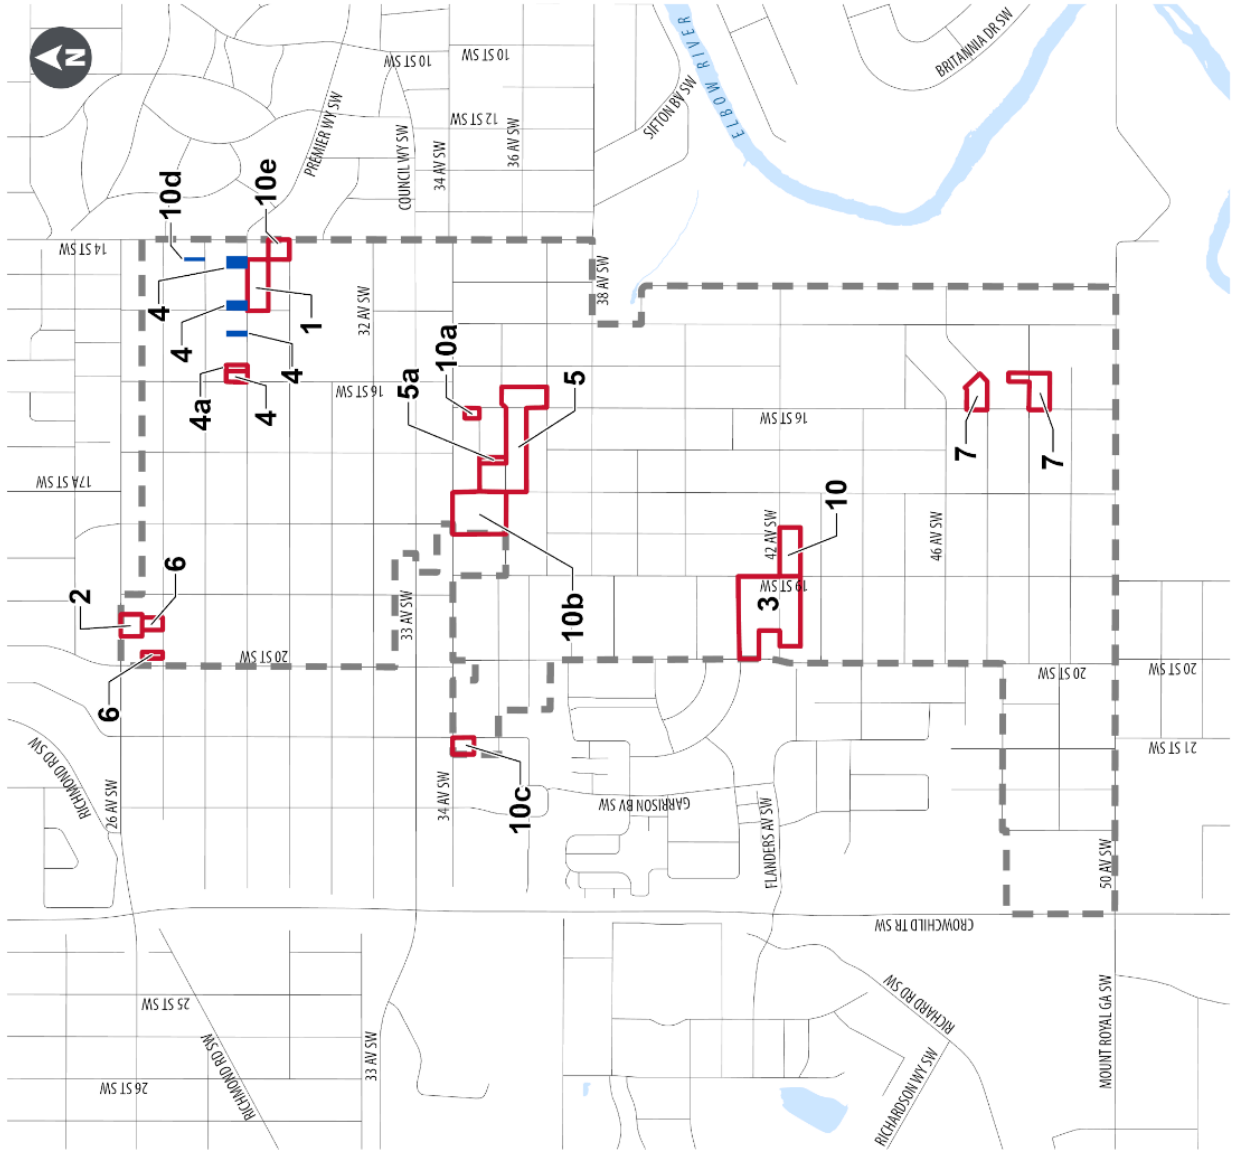 N
10 ST SW
10 ST SW
ELBOW RIVER
BRITANNIA DR SW
PREMIER WY SW
12 ST SW
SIFTON BV SW
COUNCIL WY SW
34 AV SW
36 AV SW
10d
10e
14 ST SW
4
1
32 AV SW
38 AV SW
4
4
4a
4
16 ST SW
10a
5a
5
16 ST SW
7
7
17A ST SW
10
42 AV SW
46 AV SW
2
6
33 AV SW
10b
3
19 ST SW
6
20 ST SW
20 ST SW
20 ST SW
RICHMOND RD SW
26 AV SW
34 AV SW
10c
GARRISON BV SW
FLANDERS AV SW
21 ST SW
50 AV SW
CROWCHILD TR SW
25 ST SW
RICHMOND RD SW
26 ST SW
33 AV SW
RICHARD RD SW
RICHARDSON WY SW
MOUNT ROYAL GA SW